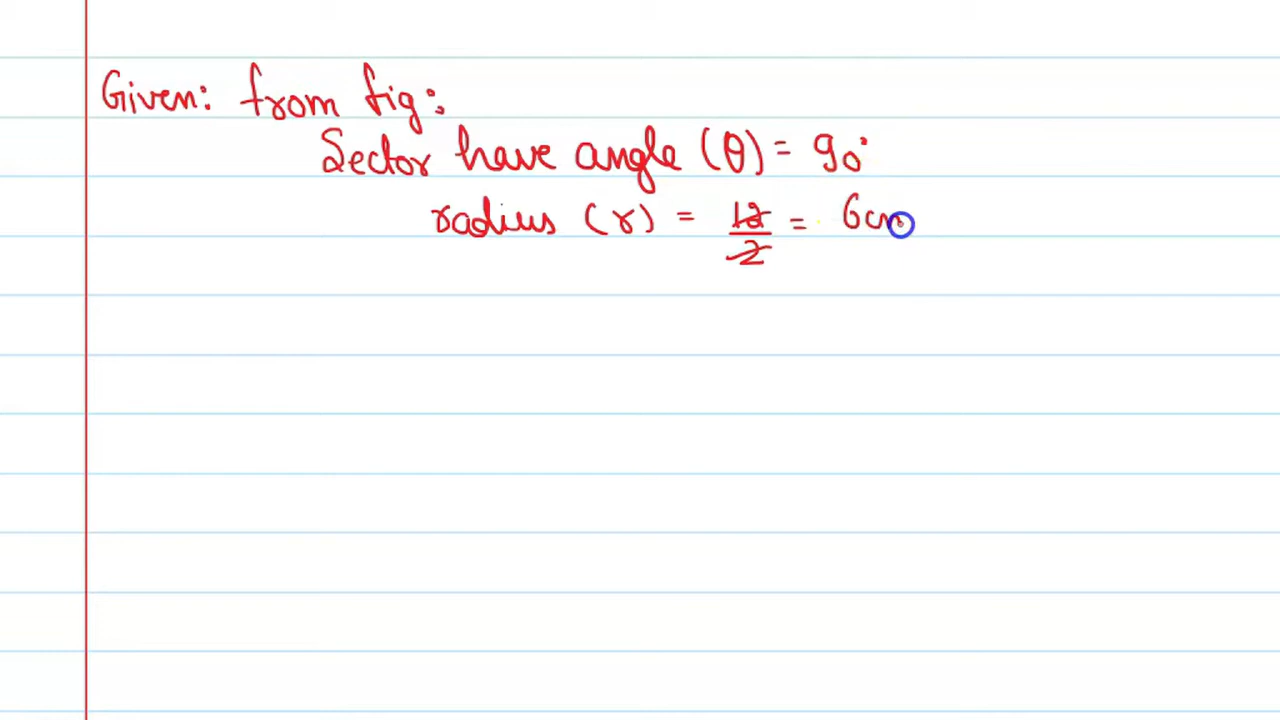 Given: from fig:
Sector have angle (θ) = 90°
radius (r) = 12/2 = 6cm